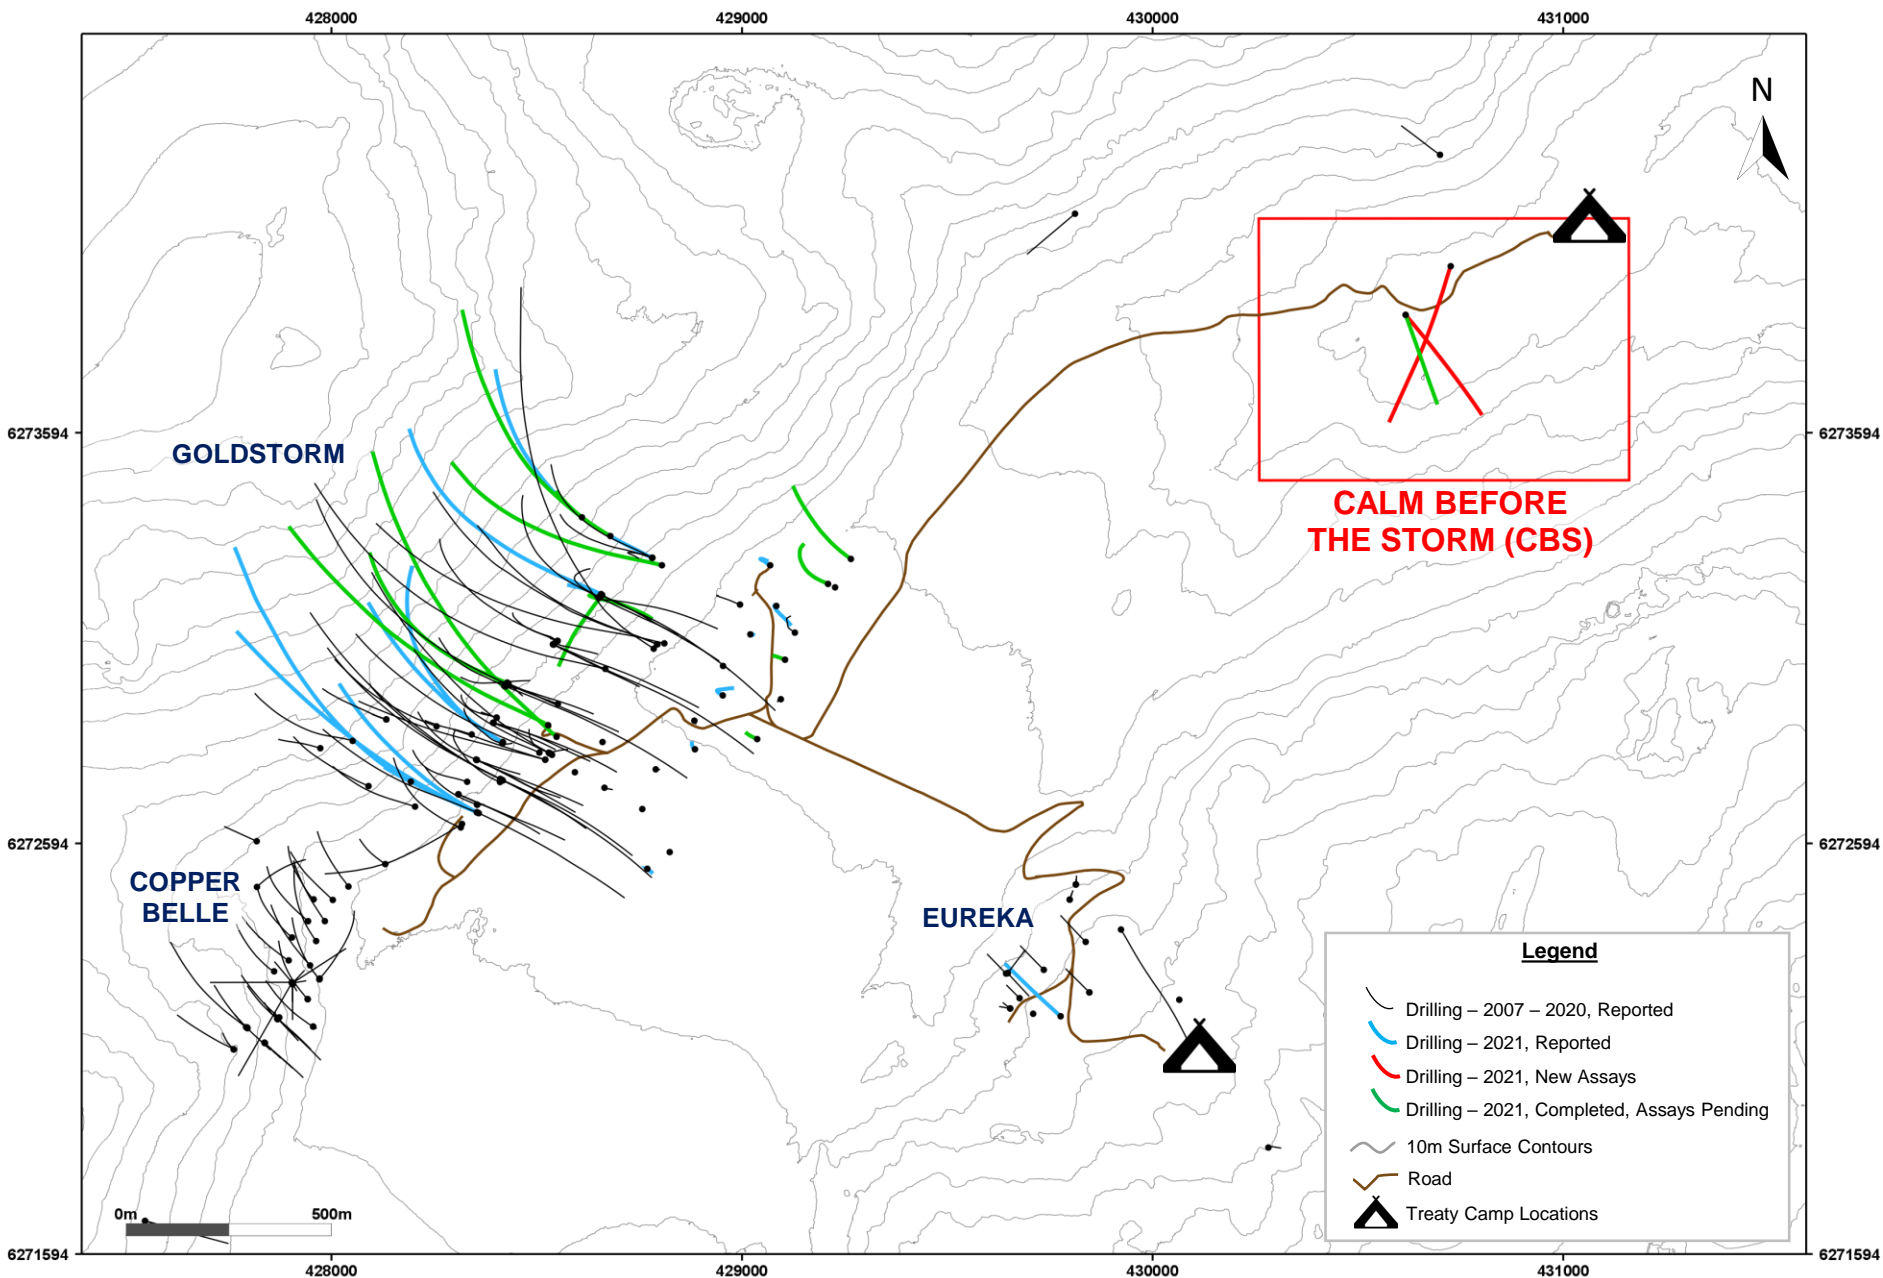 428000 429000 430000 431000
N
6273594 6273594
GOLDSTORM
CALM BEFORE
THE STORM (CBS)
6272594 6272594
COPPER
BELLE
EUREKA
Legend
Drilling – 2007 – 2020, Reported
Drilling – 2021, Reported
Drilling – 2021, New Assays
Drilling – 2021, Completed, Assays Pending
10m Surface Contours
Road
Treaty Camp Locations
0m 500m
6271594 6271594
428000 429000 430000 431000